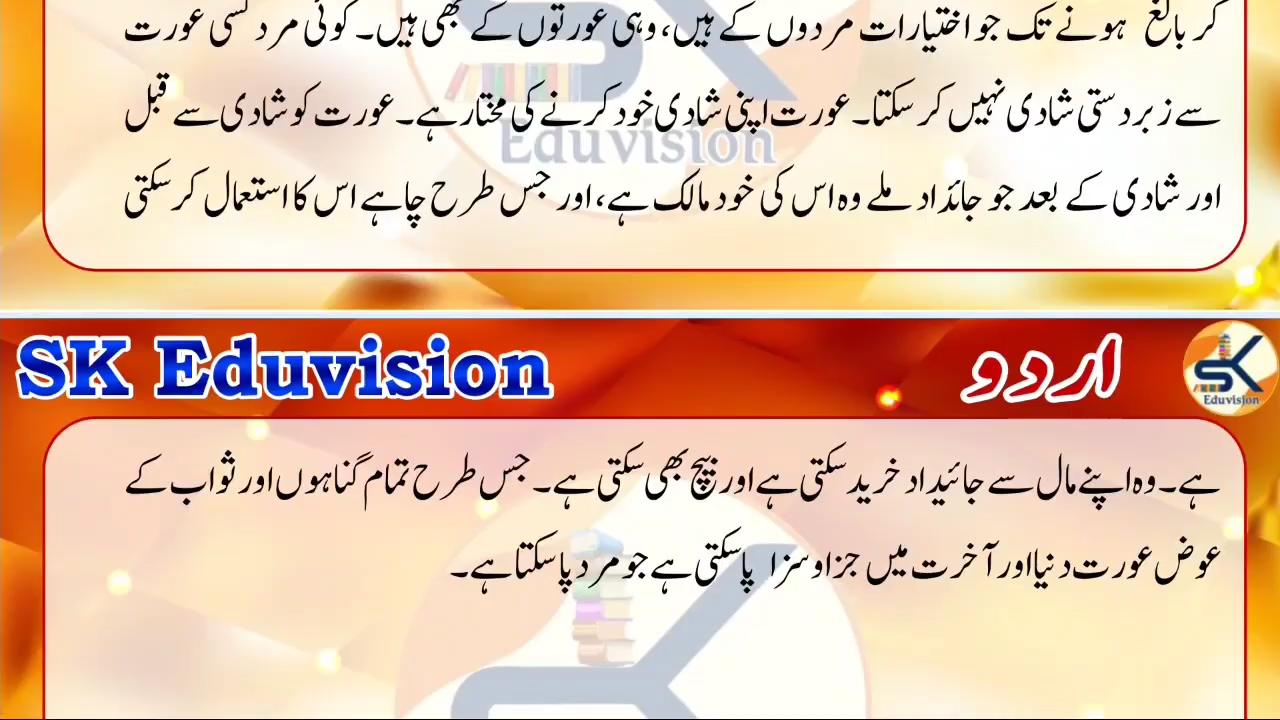 کر بالغ ہونے تک جو اختیارات مردوں کے ہیں، وہی عورتوں کے بھی ہیں۔ کوئی مرد کسی عورت
سے زبردستی شادی نہیں کر سکتا۔ عورت اپنی شادی خود کرنے کی مختار ہے۔ عورت کو شادی سے قبل
Eduvision
اور شادی کے بعد جو جائداد ملے وہ اس کی خود مالک ہے، اور جس طرح چاہے اس کا استعمال کر سکتی
SK Eduvision
اردو
SK
Eduvision
ہے۔ وہ اپنے مال سے جائیداد خرید سکتی ہے اور بیچ بھی سکتی ہے۔ جس طرح تمام گناہوں اور ثواب کے
عوض عورت دنیا اور آخرت میں جزا و سزا پا سکتی ہے جو مرد پا سکتا ہے۔